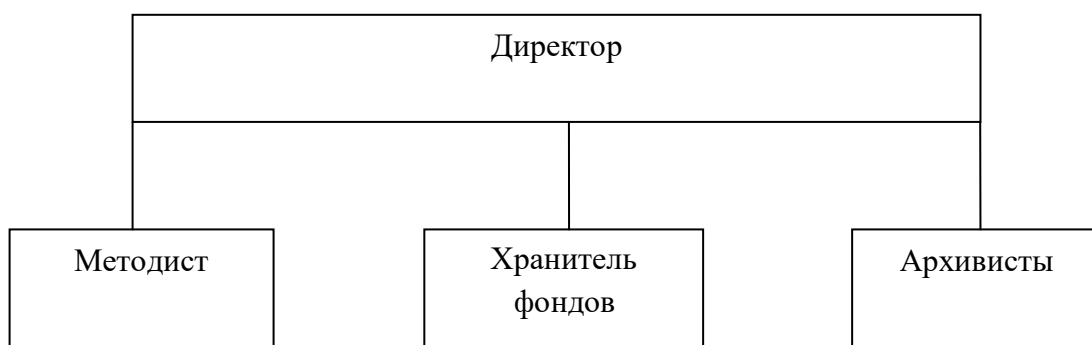 Директор
Методист
Хранитель
фондов
Архивисты